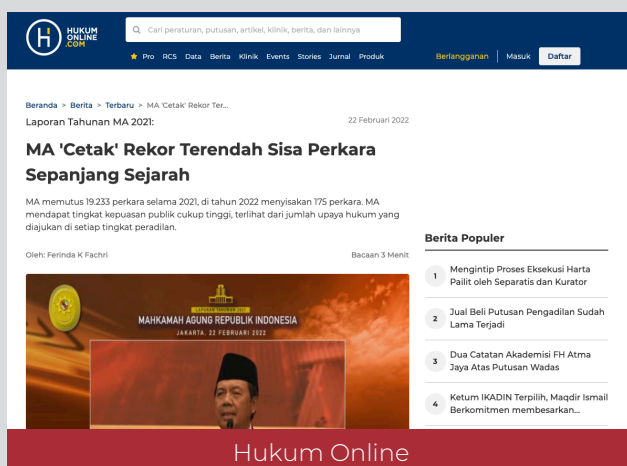 H HUKUM
ONLINE
.COM
Cari peraturan, putusan, artikel, klinik, berita, dan lainnya
Pro RCS Data Berita Klinik Events Stories Jurnal Produk
Berlangganan Masuk Daftar
Beranda > Berita > Terbaru > MA 'Cetak' Rekor Ter...
Laporan Tahunan MA 2021:
22 Februari 2022
MA 'Cetak' Rekor Terendah Sisa Perkara
Sepanjang Sejarah
MA memutus 19.233 perkara selama 2021, di tahun 2022 menyisakan 175 perkara. MA
mendapat tingkat kepuasan publik cukup tinggi, terlihat dari jumlah upaya hukum yang
diajukan di setiap tingkat peradilan.
Oleh: Ferinda K Fachri
Bacaan 3 Menit
LAPORAN TAHUNAN 2021
MAHKAMAH AGUNG REPUBLIK INDONESIA
JAKARTA, 22 FEBRUARI 2022
Berita Populer
1 Mengintip Proses Eksekusi Harta
Pailit oleh Separatis dan Kurator
2 Jual Beli Putusan Pengadilan Sudah
Lama Terjadi
3 Dua Catatan Akademisi FH Atma
Jaya Atas Putusan Wadas
4 Ketum IKADIN Terpilih, Maqdir Ismail
Berkomitmen membesarkan...
Hukum Online